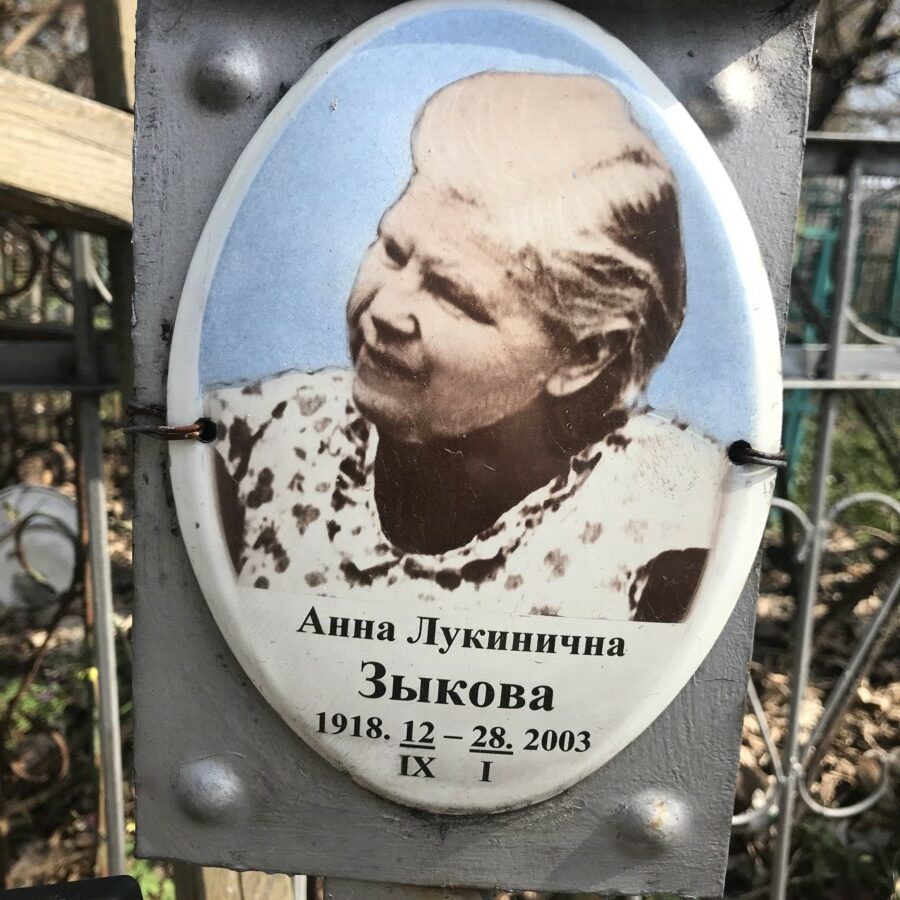 Анна Лукинична
Зыкова
1918. 12 – 28. 2003
IX I